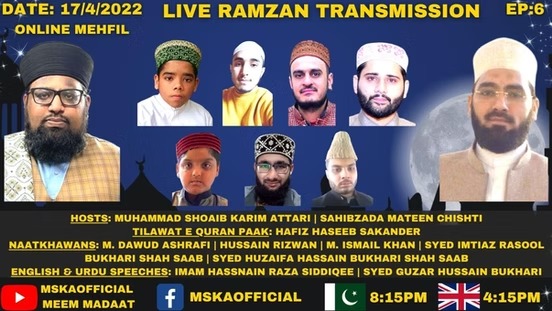 DATE: 17/4/2022
LIVE RAMZAN TRANSMISSION
EP:6
ONLINE MEHFIL
HOSTS: MUHAMMAD SHOAIB KARIM ATTARI | SAHIBZADA MATEEN CHISHTI
TILAWAT E QURAN PAAK: HAFIZ HASEEB SAKANDER
NAATKHAWANS: M. DAWUD ASHRAFI | HUSSAIN RIZWAN | M. ISMAIL KHAN | SYED IMTIAZ RASOOL
BUKHARI SHAH SAAB | SYED HUZAIFA HASSAIN BUKHARI SHAH SAAB
ENGLISH & URDU SPEECHES: IMAM HASSNAIN RAZA SIDDIQEE | SYED GUZAR HUSSAIN BUKHARI
MSKAOFFICIAL
MEEM MADAAT
MSKAOFFICIAL
8:15PM
4:15PM